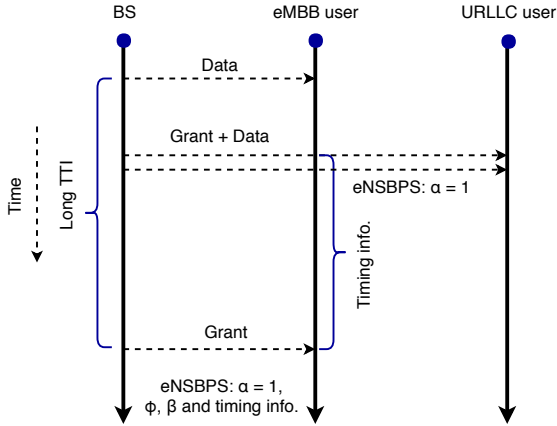 BS
eMBB user
URLLC user
Data
Grant + Data
eNSBPS: α = 1
Time
Long TTI
Timing info.
Grant
eNSBPS: α = 1,
ϕ, β and timing info.